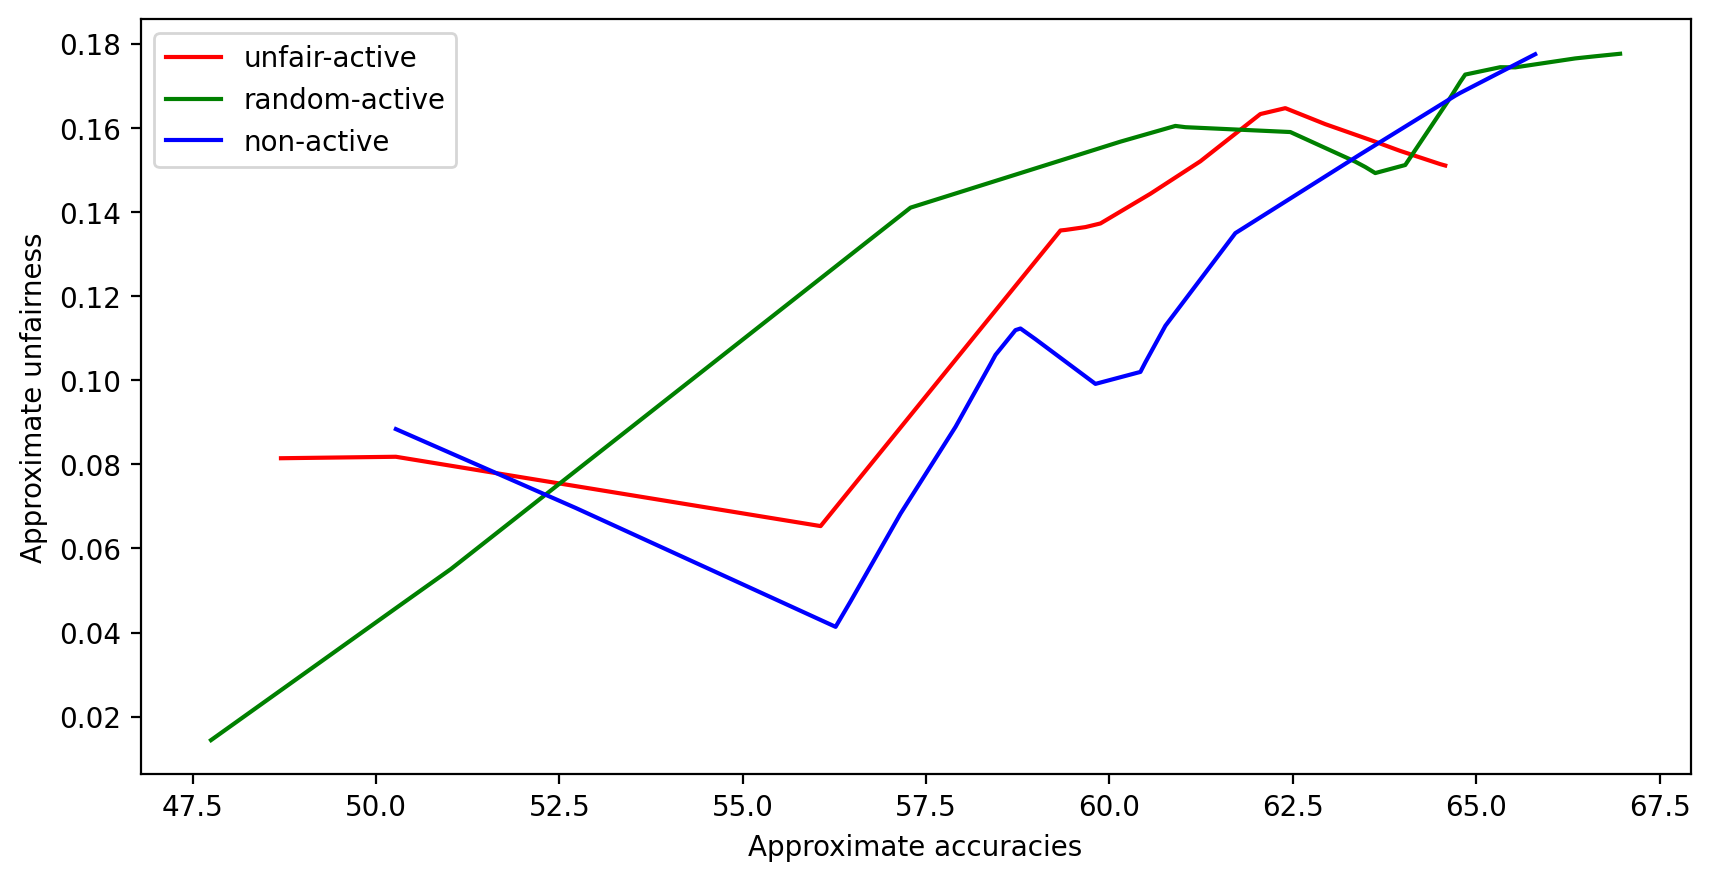 unfair-active
random-active
non-active
0.18
0.16
0.14
0.12
0.10
0.08
0.06
0.04
0.02
Approximate unfairness
47.5 50.0 52.5 55.0 57.5 60.0 62.5 65.0 67.5
Approximate accuracies